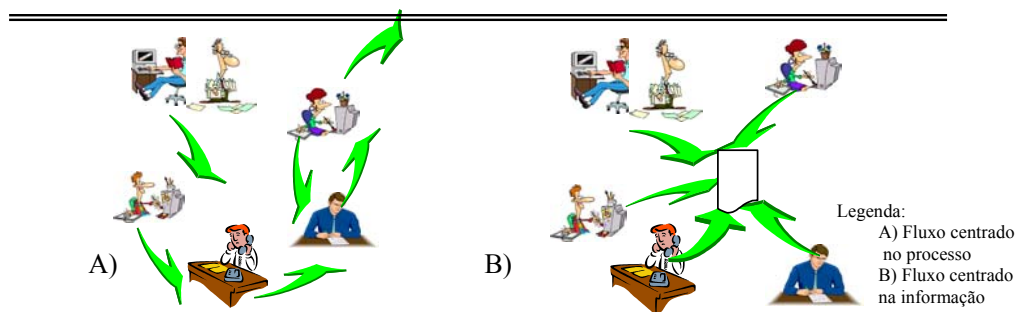 A)
B)
Legenda:
A) Fluxo centrado
no processo
B) Fluxo centrado
na informação